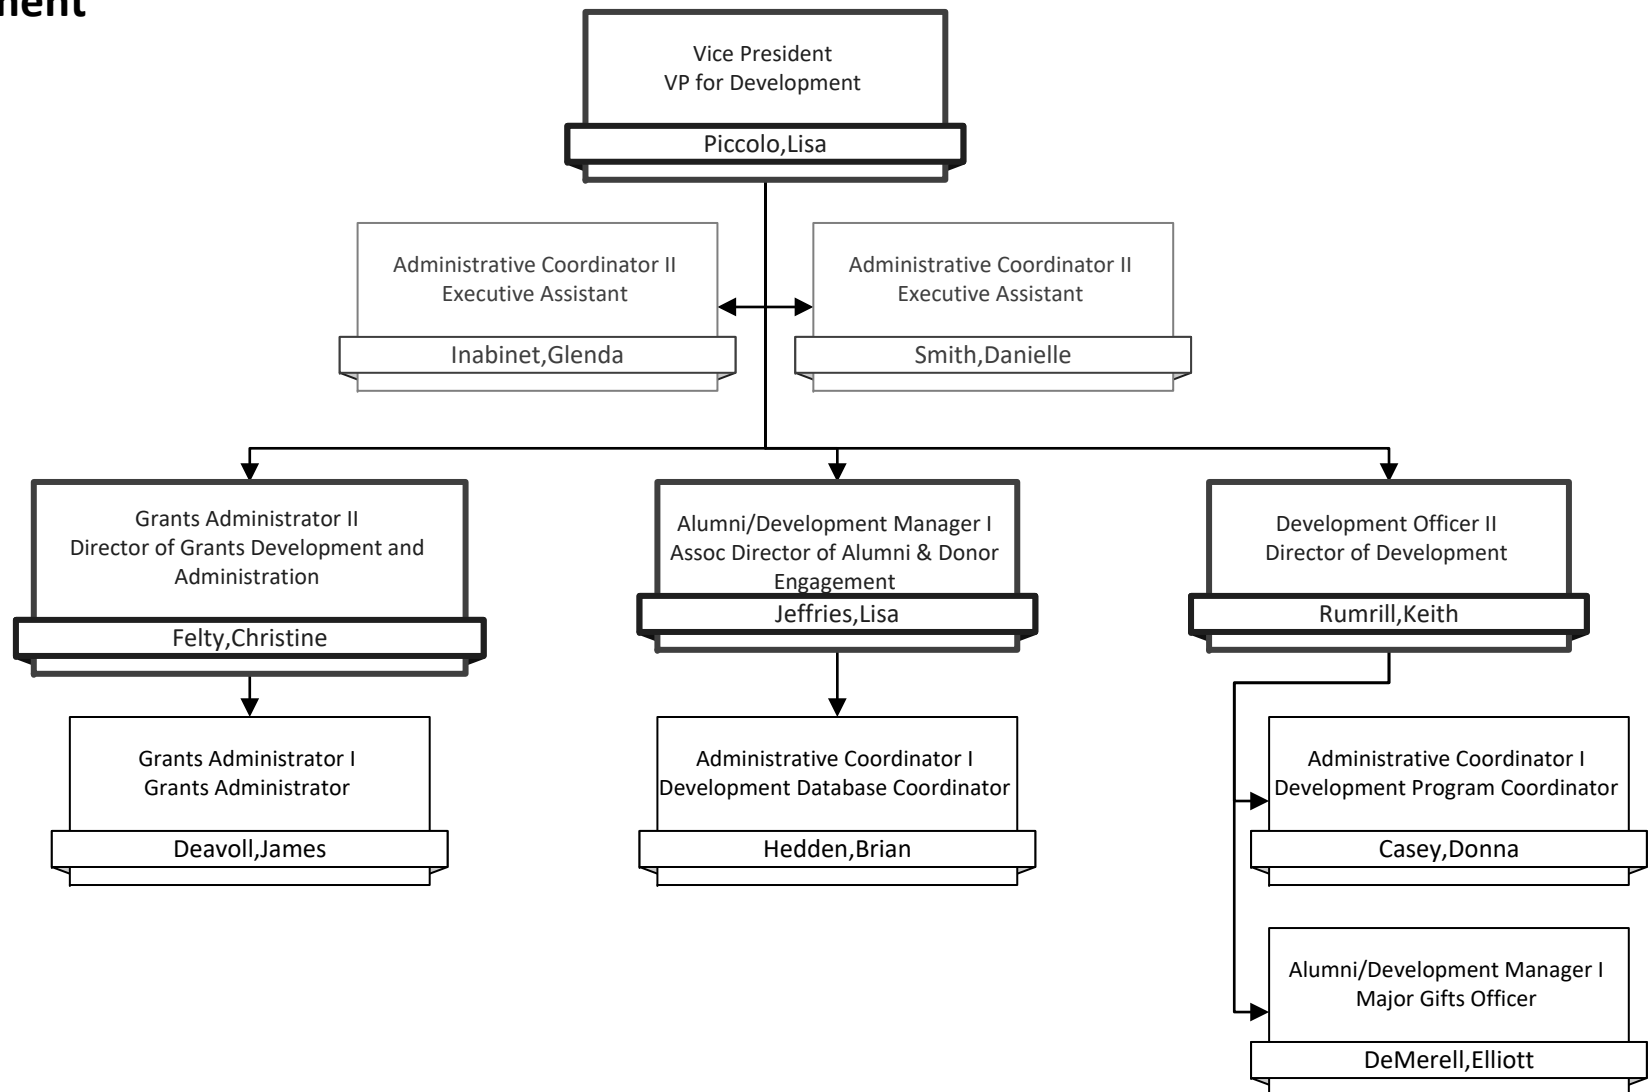 Vice President
VP for Development
Piccolo,Lisa
Administrative Coordinator II
Executive Assistant
Inabinet,Glenda
Administrative Coordinator II
Executive Assistant
Smith,Danielle
Grants Administrator II
Director of Grants Development and
Administration
Felty,Christine
Alumni/Development Manager I
Assoc Director of Alumni & Donor
Engagement
Jeffries,Lisa
Development Officer II
Director of Development
Rumrill,Keith
Grants Administrator I
Grants Administrator
Deavoll,James
Administrative Coordinator I
Development Database Coordinator
Hedden,Brian
Administrative Coordinator I
Development Program Coordinator
Casey,Donna
Alumni/Development Manager I
Major Gifts Officer
DeMerell,Elliott